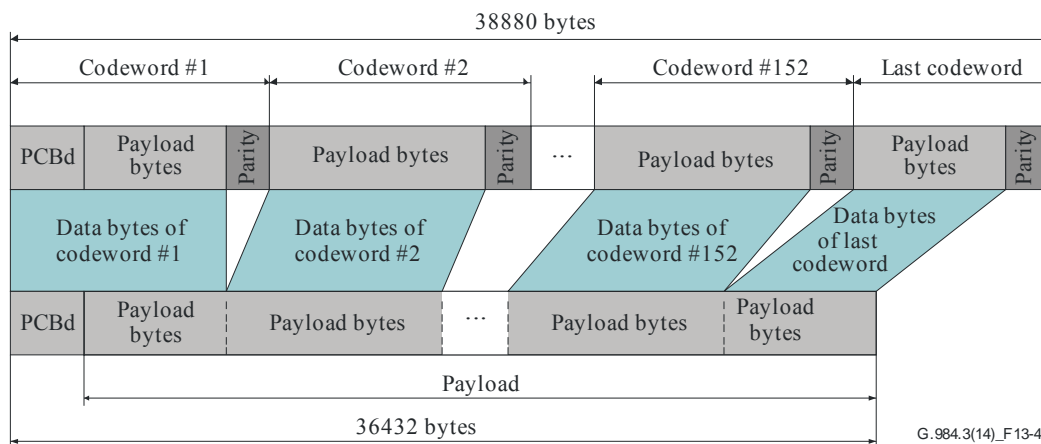 38880 bytes
Codeword #1
Codeword #2
Codeword #152
Last codeword
PCBd
Payload
bytes
Parity
Payload bytes
Parity
...
Payload bytes
Parity
Payload
bytes
Parity
Data bytes of
codeword #1
Data bytes of
codeword #2
Data bytes of
codeword #152
Data bytes
of last
codeword
PCBd
Payload
bytes
Payload bytes
...
Payload bytes
Payload
bytes
Payload
36432 bytes
G.984.3(14)_F13-4